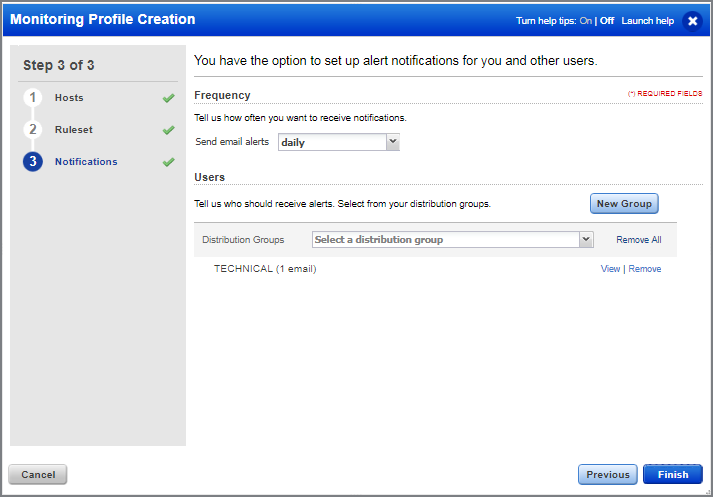 Monitoring Profile Creation
Turn help tips: On | Off Launch help
Step 3 of 3
1 Hosts
2 Ruleset
3 Notifications
You have the option to set up alert notifications for you and other users.
Frequency
(*) REQUIRED FIELDS
Tell us how often you want to receive notifications.
Send email alerts daily
Users
Tell us who should receive alerts. Select from your distribution groups.
New Group
Distribution Groups Select a distribution group Remove All
TECHNICAL (1 email) View | Remove
Cancel Previous Finish